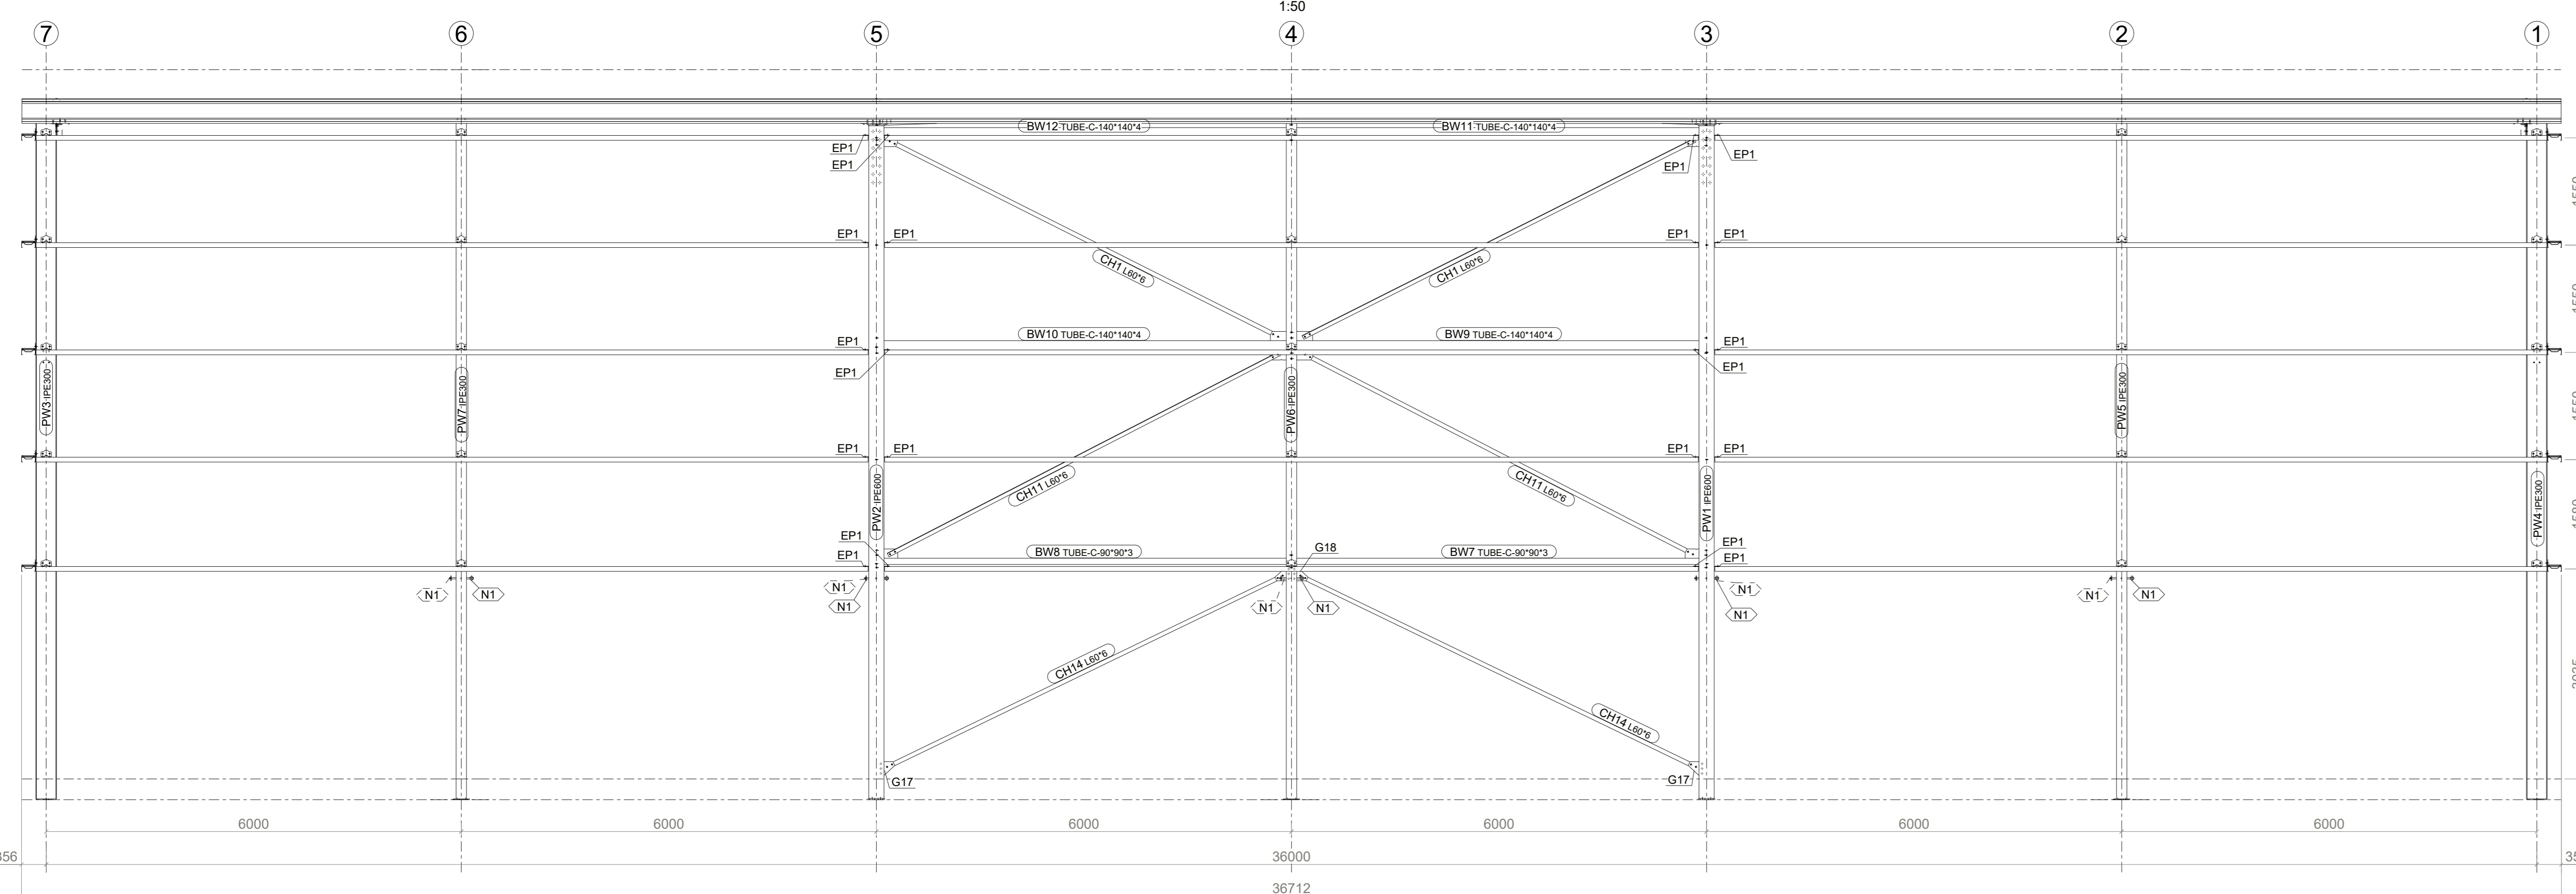 1:50
7 6 5 4 3 2 1
BW12 TUBE-C-140*140*4
BW11 TUBE-C-140*140*4
EP1
EP1
EP1
EP1
EP1
EP1
EP1
EP1
CH1 L60*6
CH1 L60*6
BW10 TUBE-C-140*140*4
BW9 TUBE-C-140*140*4
EP1
EP1
EP1
EP1
PW3 IPE300
PW7 IPE300
PW6 IPE300
PW5 IPE300
EP1
EP1
EP1
EP1
CH11 L60*6
CH11 L60*6
PW2 IPE600
PW1 IPE600
PW4 IPE300
EP1
EP1
BW8 TUBE-C-90*90*3
G18
BW7 TUBE-C-90*90*3
EP1
EP1
N1
N1
N1
N1
N1
N1
N1
N1
N1
N1
CH14 L60*6
CH14 L60*6
G17
G17
6000 6000 6000 6000 6000 6000
36000
36712